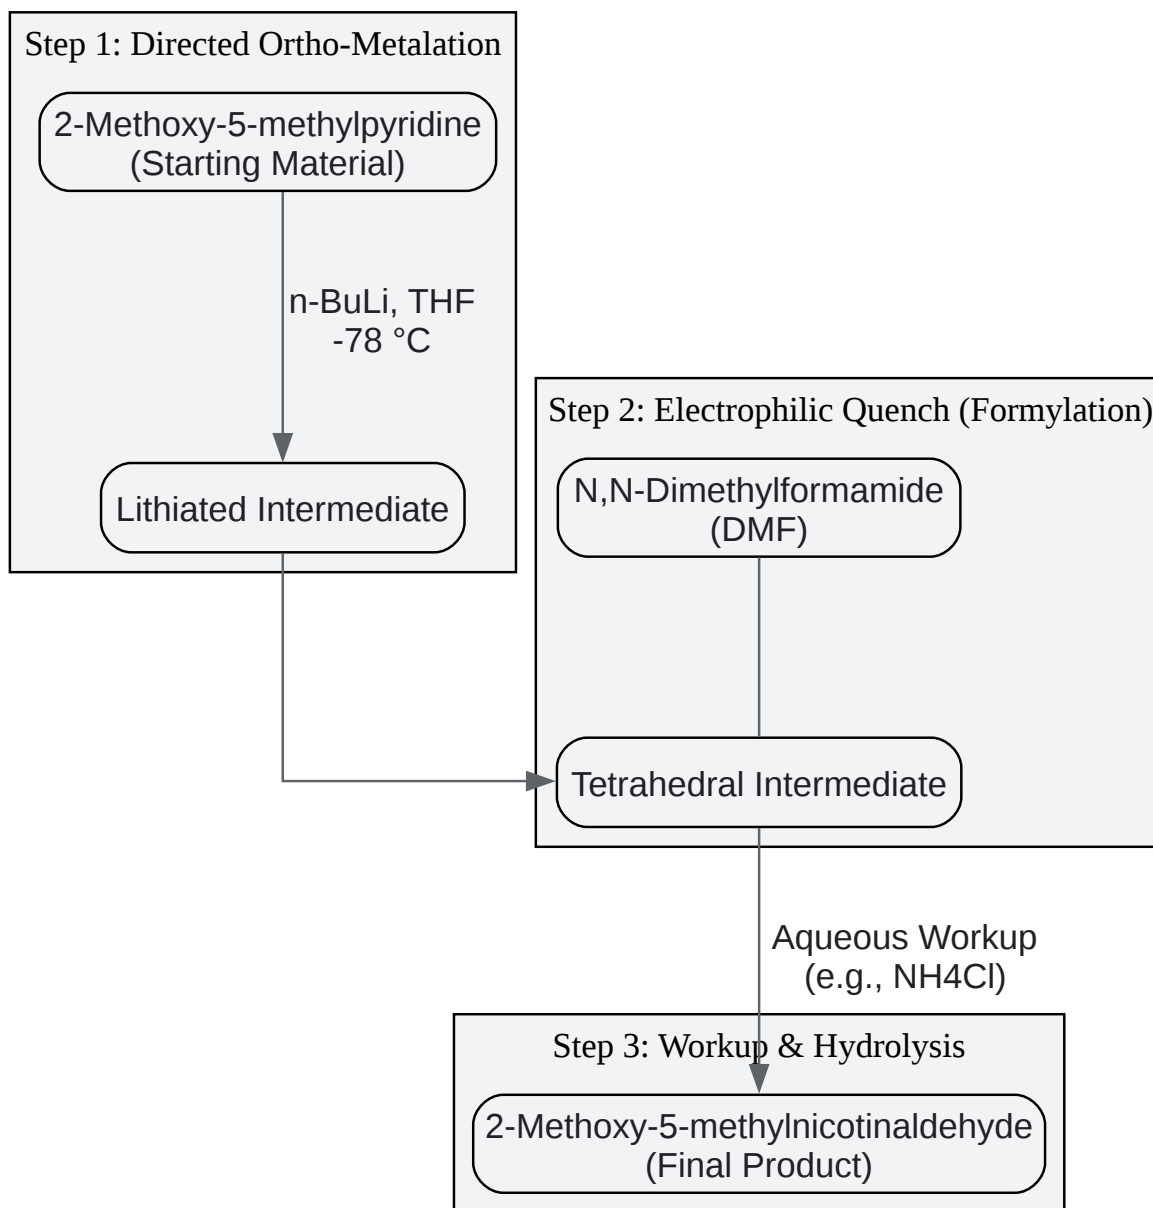 Step 1: Directed Ortho-Metalation
2-Methoxy-5-methylpyridine
(Starting Material)
n-BuLi, THF
-78 °C
Lithiated Intermediate
Step 2: Electrophilic Quench (Formylation)
N,N-Dimethylformamide
(DMF)
Tetrahedral Intermediate
Aqueous Workup
(e.g., NH4Cl)
Step 3: Workup & Hydrolysis
2-Methoxy-5-methylnicotinaldehyde
(Final Product)